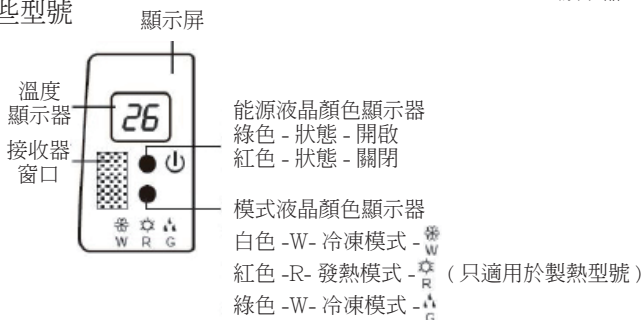 些型號
顯示屏
溫度
顯示器
接收器
窗口
26
W R G
能源液晶顏色顯示器
綠色 - 狀態 - 開啟
紅色 - 狀態 - 關閉
模式液晶顏色顯示器
白色 -W- 冷凍模式 - W
紅色 -R- 發熱模式 - R ( 只適用於製熱型號 )
綠色 -W- 冷凍模式 - G